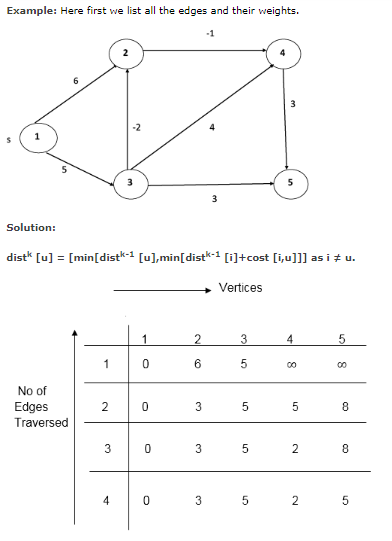 Example: Here first we list all the edges and their weights.
-1
2
4
6
3
-2
4
s
1
5
3
5
3
Solution:
distᵏ [u] = [min[distᵏ⁻¹ [u],min[distᵏ⁻¹ [i]+cost [i,u]]] as i ≠ u.
Vertices
1 2 3 4 5
1 0 6 5 ∞ ∞
No of
Edges
Traversed
2 0 3 5 5 8
3 0 3 5 2 8
4 0 3 5 2 5